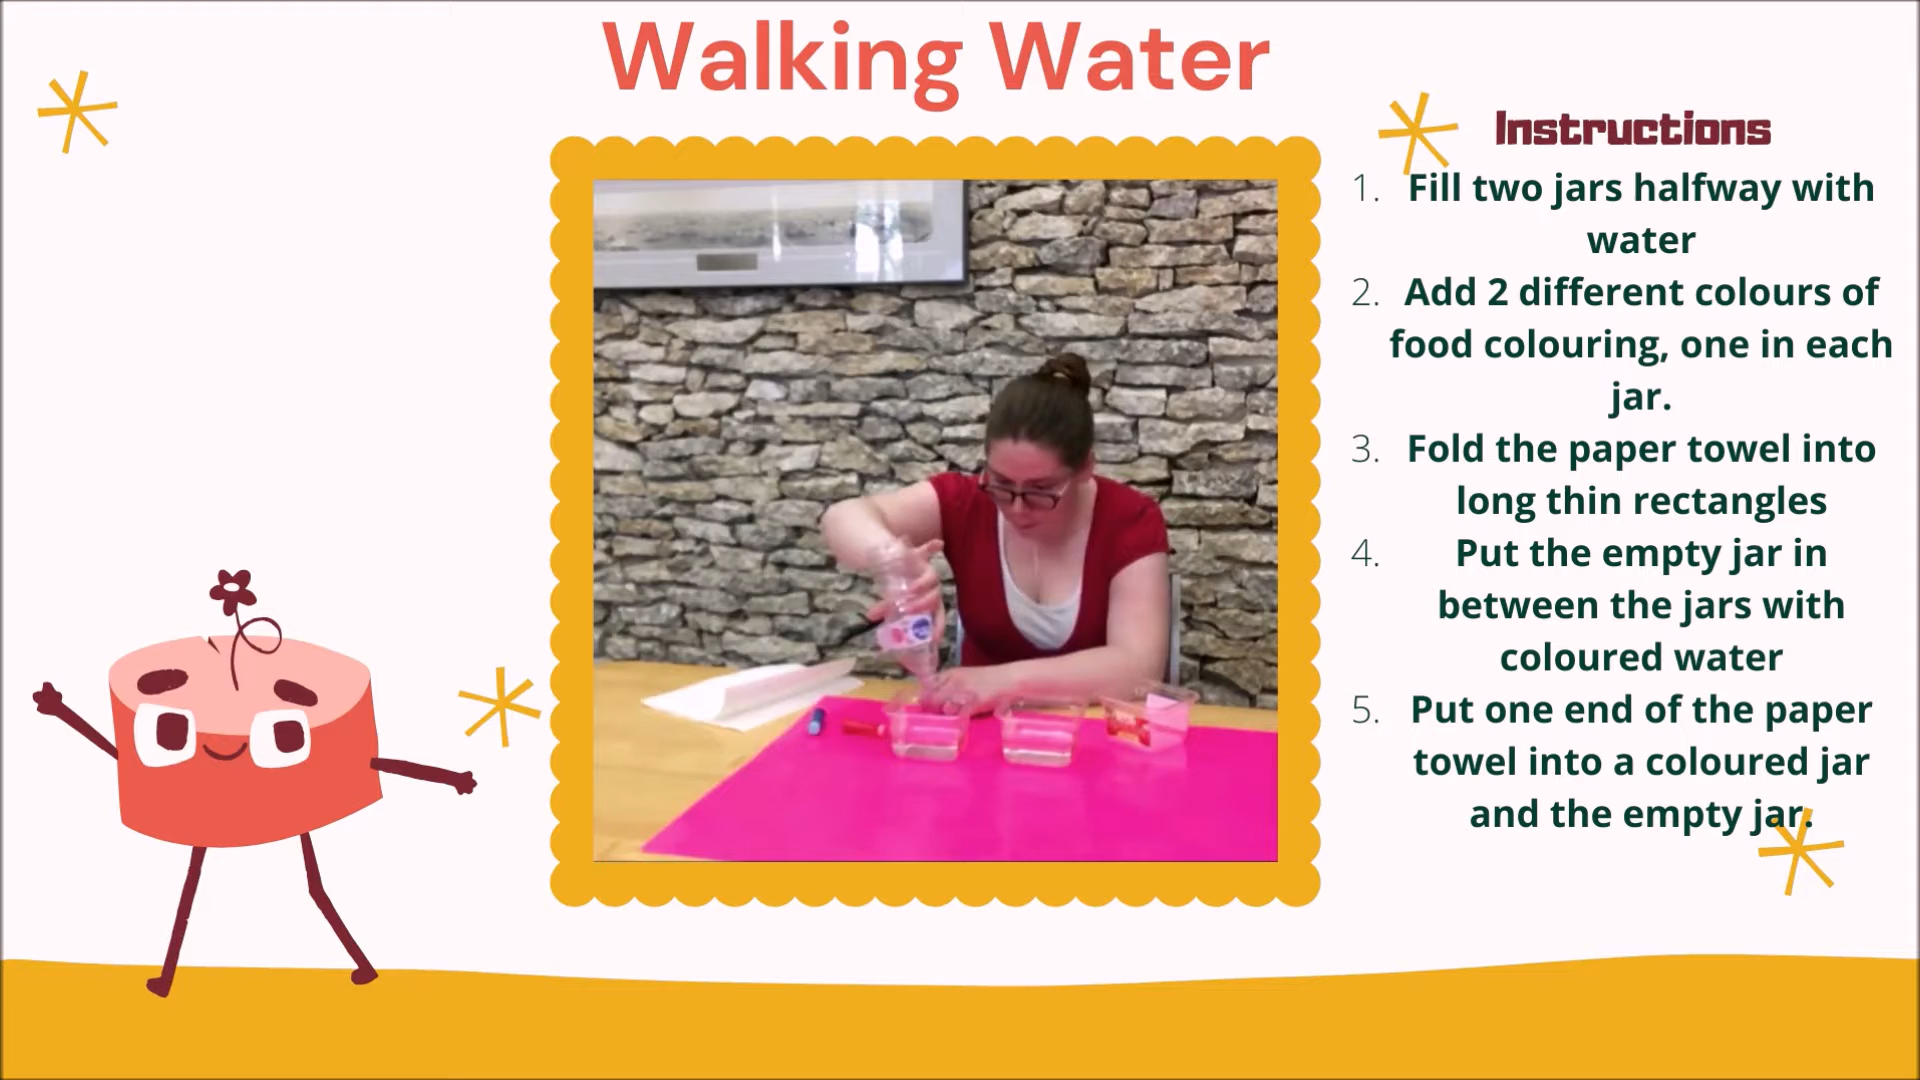 Walking Water
Instructions
1. Fill two jars halfway with
water
2. Add 2 different colours of
food colouring, one in each
jar.
3. Fold the paper towel into
long thin rectangles
4. Put the empty jar in
between the jars with
coloured water
5. Put one end of the paper
towel into a coloured jar
and the empty jar.